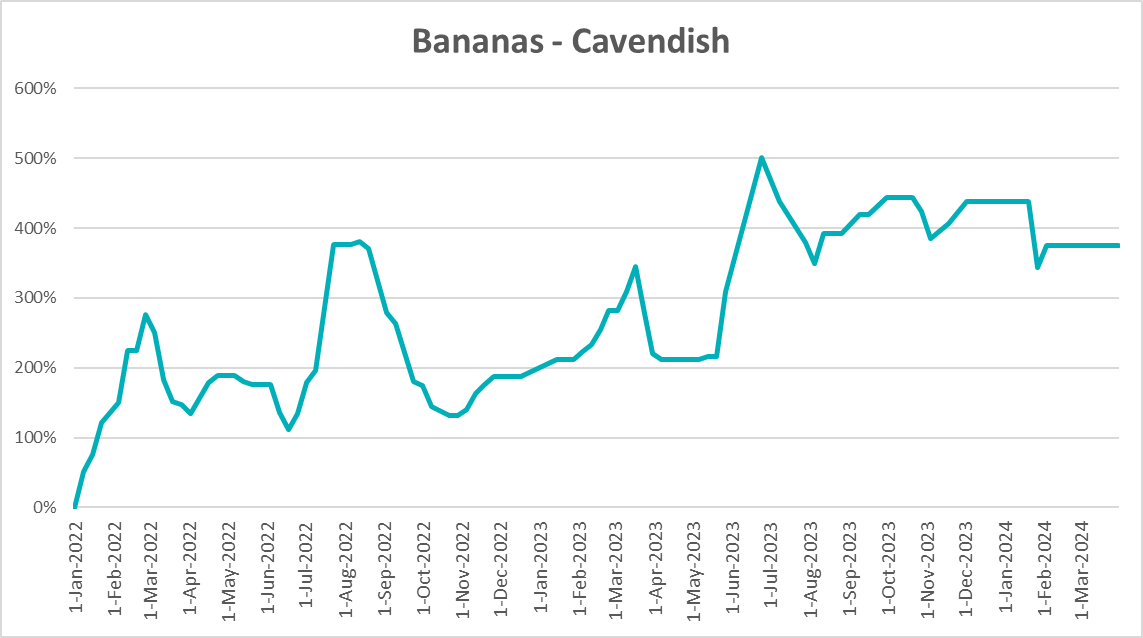 Bananas - Cavendish
600%
500%
400%
300%
200%
100%
0%
1-Jan-2022
1-Feb-2022
1-Mar-2022
1-Apr-2022
1-May-2022
1-Jun-2022
1-Jul-2022
1-Aug-2022
1-Sep-2022
1-Oct-2022
1-Nov-2022
1-Dec-2022
1-Jan-2023
1-Feb-2023
1-Mar-2023
1-Apr-2023
1-May-2023
1-Jun-2023
1-Jul-2023
1-Aug-2023
1-Sep-2023
1-Oct-2023
1-Nov-2023
1-Dec-2023
1-Jan-2024
1-Feb-2024
1-Mar-2024